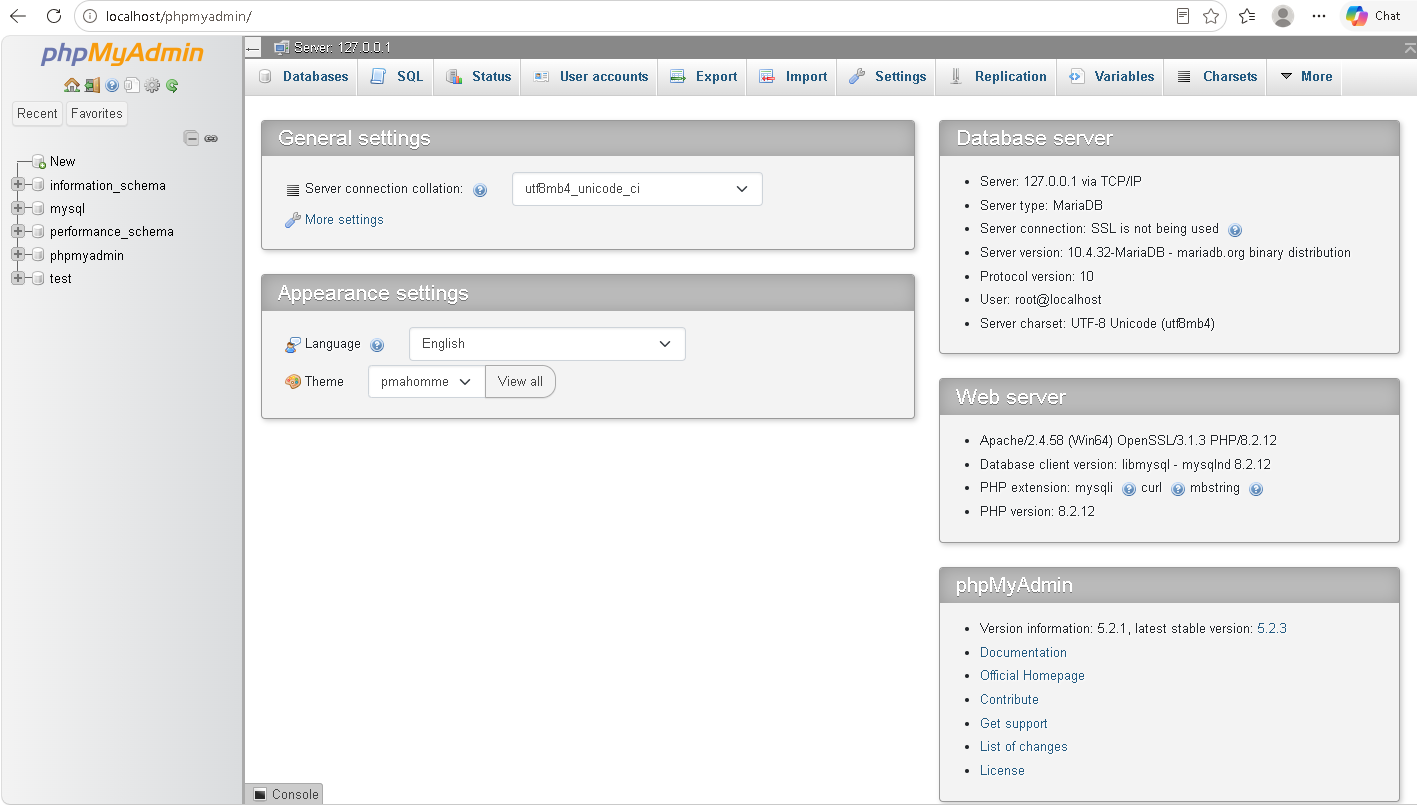 localhost/phpmyadmin/
Chat
phpMyAdmin
Recent Favorites
New
information_schema
mysql
performance_schema
phpmyadmin
test
Server: 127.0.0.1
Databases SQL Status User accounts Export Import Settings Replication Variables Charsets More
General settings
Server connection collation: utf8mb4_unicode_ci
More settings
Appearance settings
Language English
Theme pmahomme View all
Database server
Server: 127.0.0.1 via TCP/IP
Server type: MariaDB
Server connection: SSL is not being used
Server version: 10.4.32-MariaDB - mariadb.org binary distribution
Protocol version: 10
User: root@localhost
Server charset: UTF-8 Unicode (utf8mb4)
Web server
Apache/2.4.58 (Win64) OpenSSL/3.1.3 PHP/8.2.12
Database client version: libmysql - mysqlnd 8.2.12
PHP extension: mysqli curl mbstring
PHP version: 8.2.12
phpMyAdmin
Version information: 5.2.1, latest stable version: 5.2.3
Documentation
Official Homepage
Contribute
Get support
List of changes
License
Console